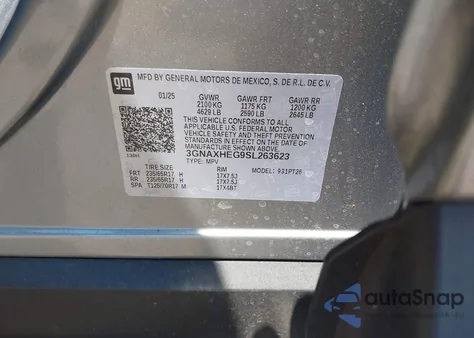 gm
MFD BY GENERAL MOTORS DE MEXICO, S. DE R.L. DE C.V.
01/25 GVWR GAWR FRT GAWR RR
2100 KG 1175 KG 1200 KG
4629 LB 2590 LB 2645 LB
THIS VEHICLE CONFORMS TO ALL
APPLICABLE U.S. FEDERAL MOTOR
VEHICLE SAFETY AND THEFT PREVENTION
STANDARDS IN EFFECT ON THE DATE OF
MANUFACTURE SHOWN ABOVE.
3GNAXHEG9SL263623
TYPE: MPV
RIM MODEL: 931PT26
FRT 235/65R17 H 17X7.5J
RR 235/65R17 H 17X7.5J
SPA T135/70R17 M 17X4BT
autoSnap